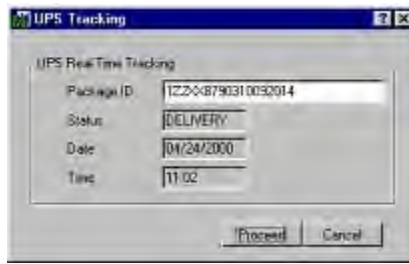 UPS Tracking
UPS Real Time Tracking
Package ID
Status DELIVERY
Date 04/24/2000
Time 11:02
Proceed Cancel